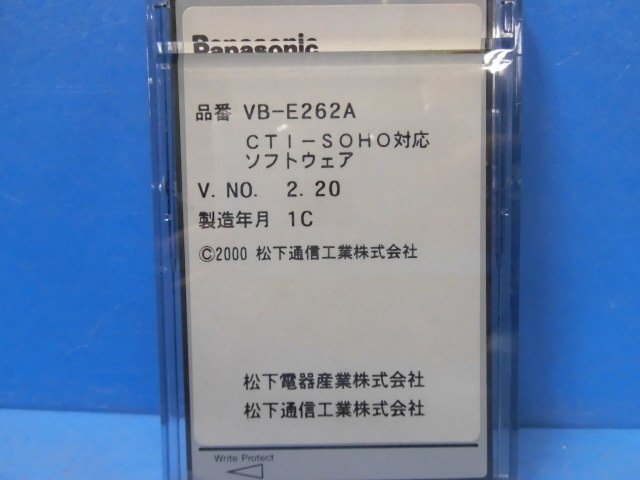 Panasonic
品番 VB-E262A
CTI-SOHO対応
ソフトウェア
V. NO. 2. 20
製造年月 1C
©2000 松下通信工業株式会社
松下電器産業株式会社
松下通信工業株式会社
Write Protect